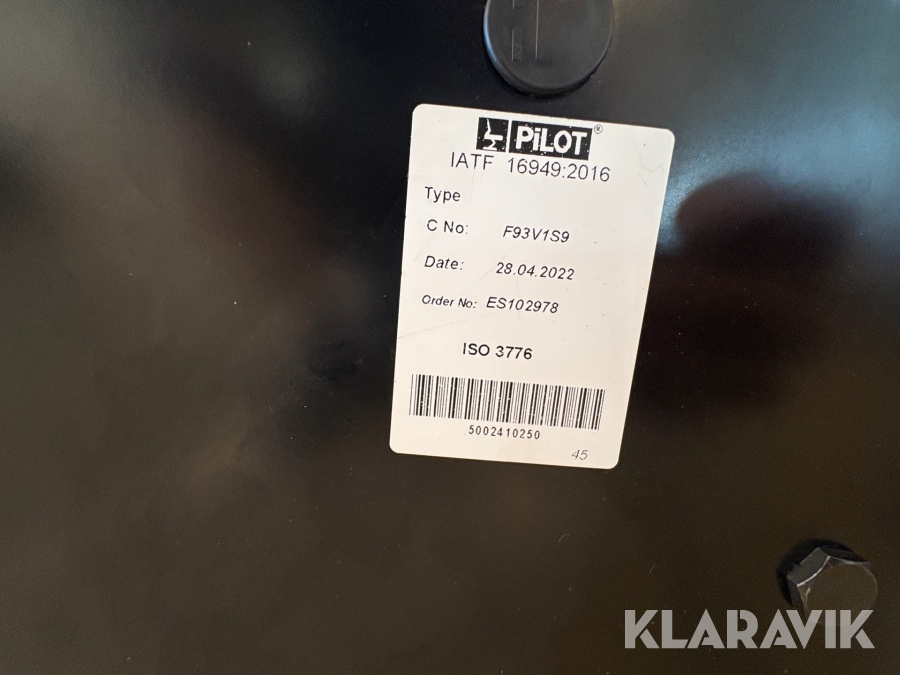 PiLOT®
IATF 16949:2016
Type
C No: F93V1S9
Date: 28.04.2022
Order No: ES102978
ISO 3776
5002410250
45
KLARAVIK